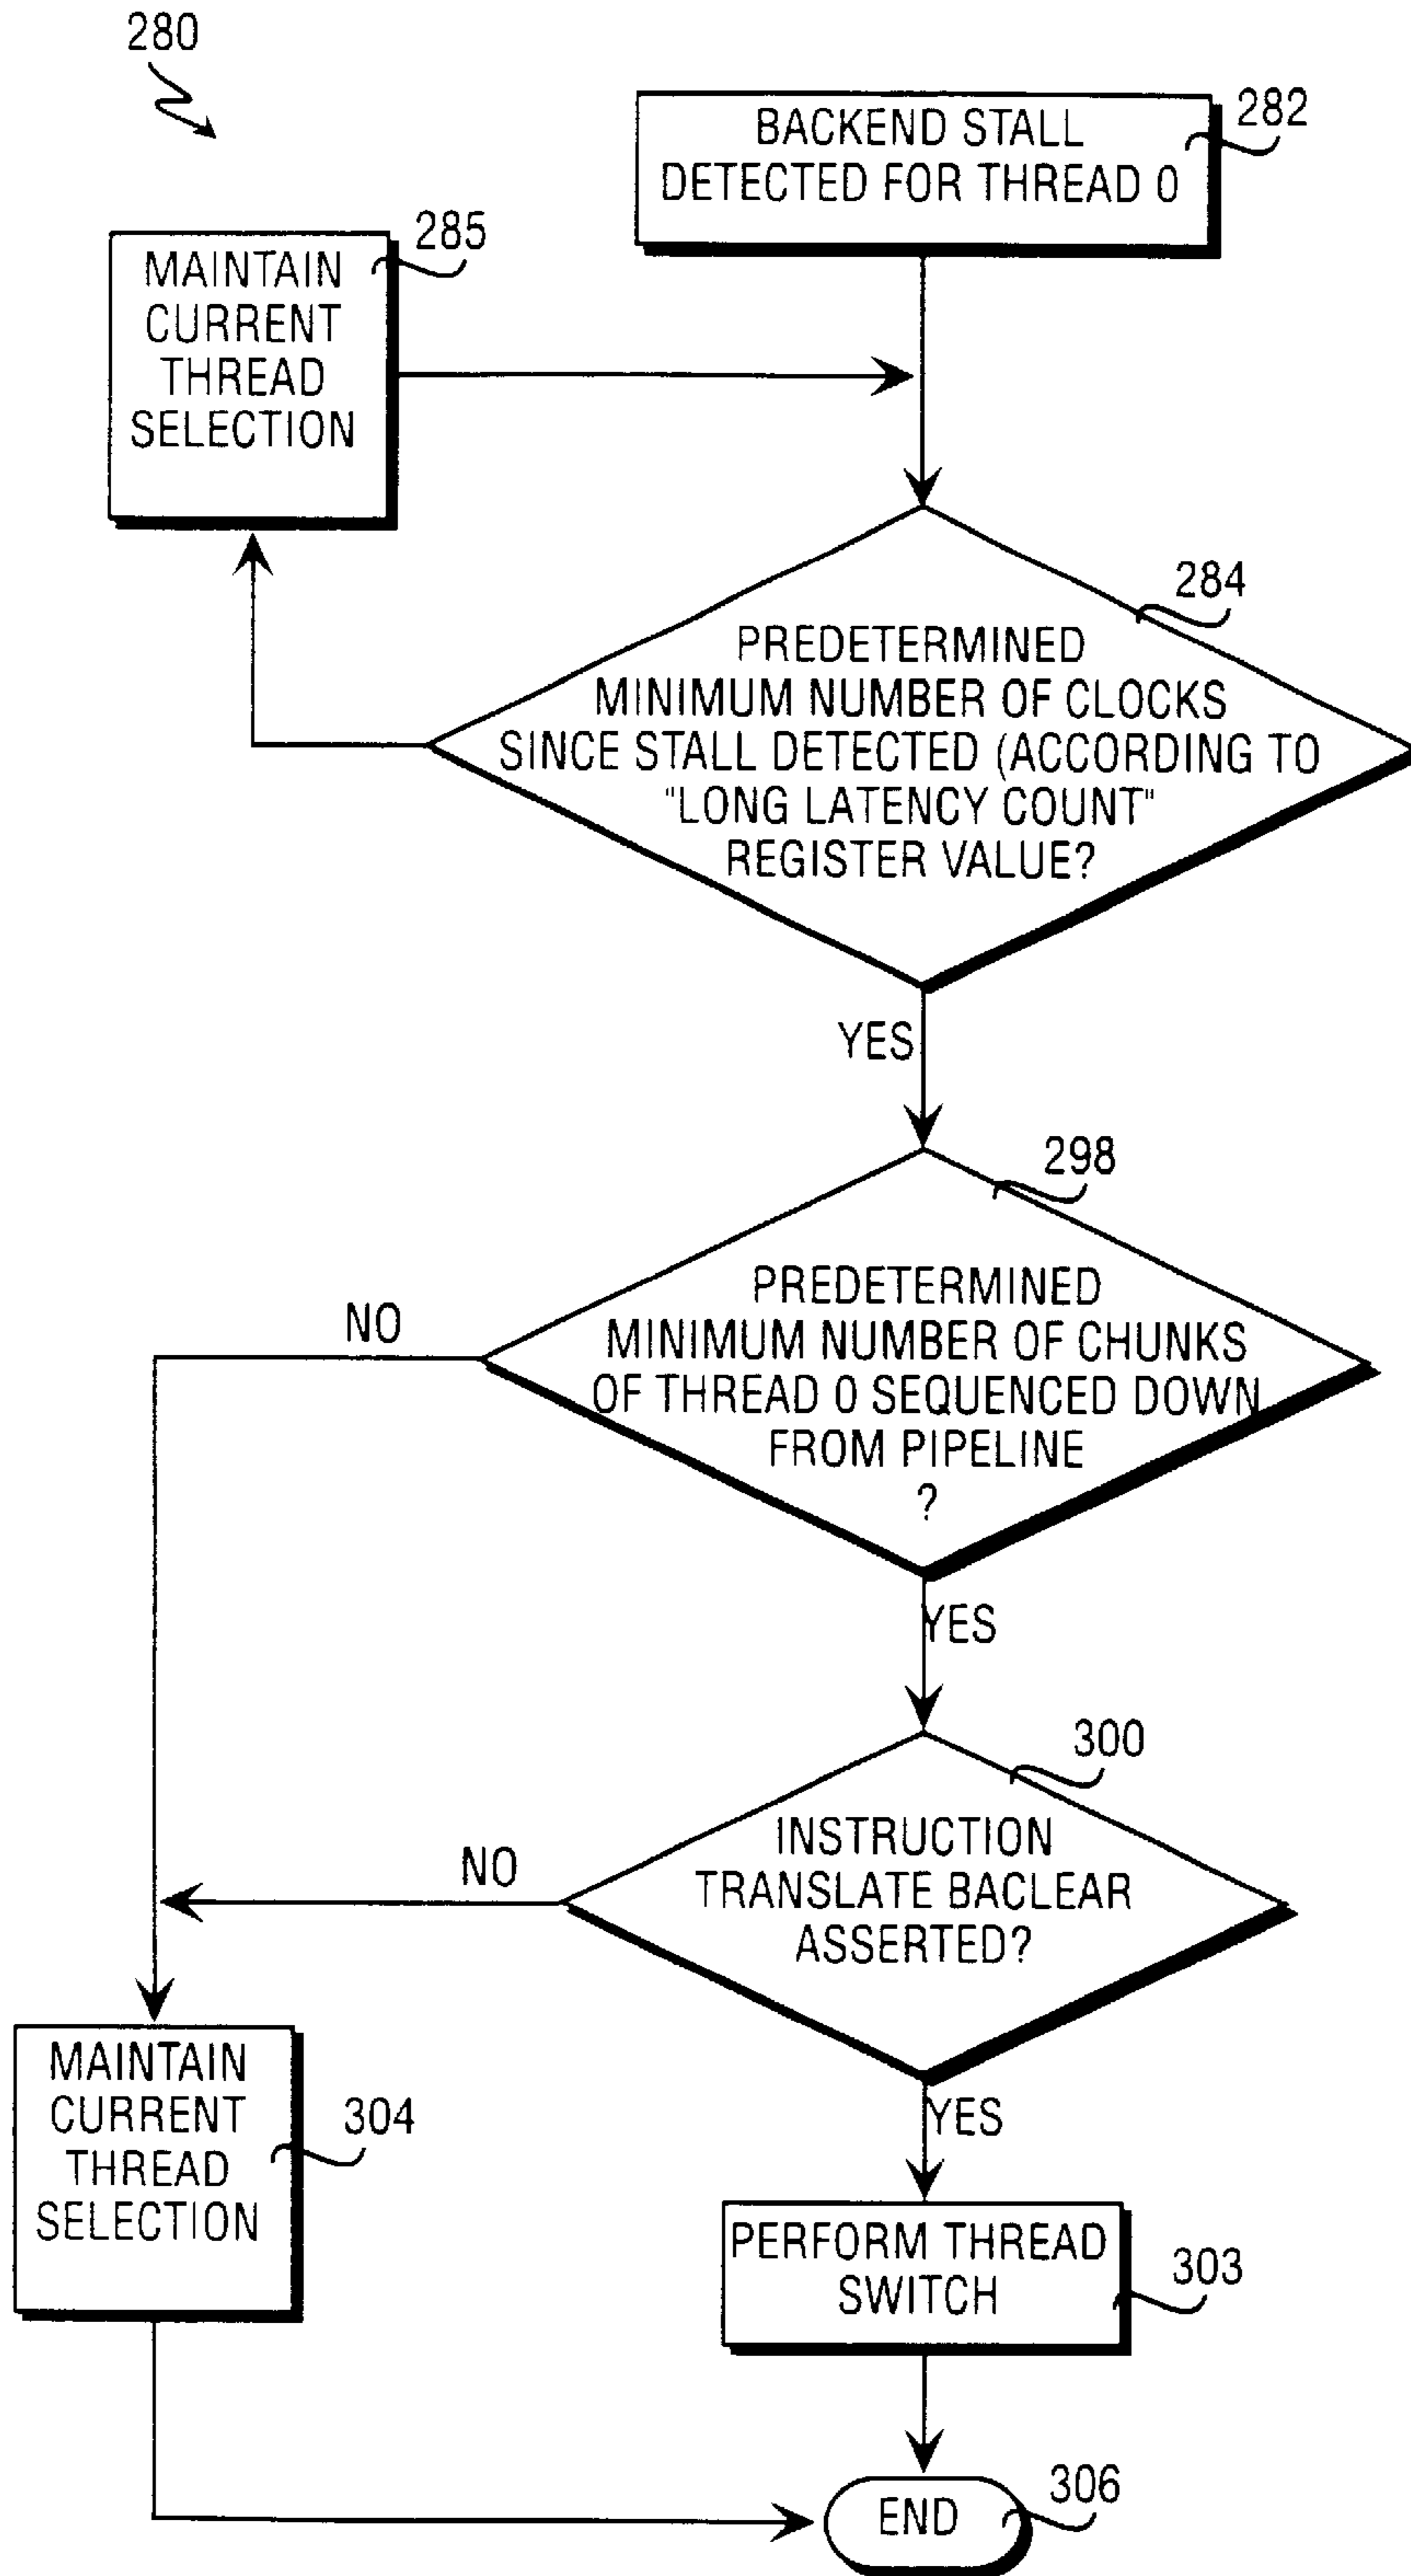 280
BACKEND STALL
DETECTED FOR THREAD 0
282
MAINTAIN
CURRENT
THREAD
SELECTION
285
PREDETERMINED
MINIMUM NUMBER OF CLOCKS
SINCE STALL DETECTED (ACCORDING TO
"LONG LATENCY COUNT"
REGISTER VALUE?
284
YES
298
PREDETERMINED
MINIMUM NUMBER OF CHUNKS
OF THREAD 0 SEQUENCED DOWN
FROM PIPELINE
?
NO
YES
300
INSTRUCTION
TRANSLATE BACLEAR
ASSERTED?
NO
YES
MAINTAIN
CURRENT
THREAD
SELECTION
304
PERFORM THREAD
SWITCH
303
END
306